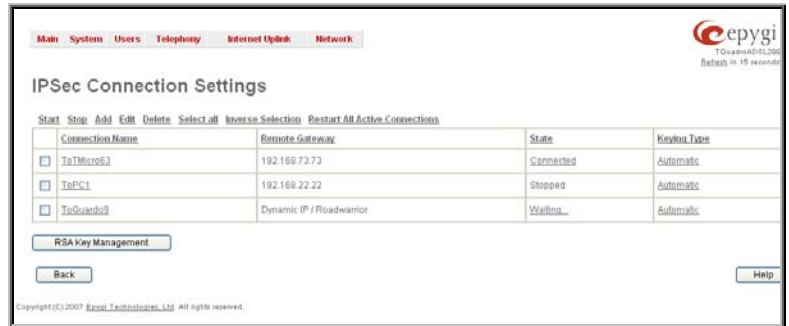 Main System Users Telephony Internet Uplink Network
epygi
Refresh in 15 seconds
IPSec Connection Settings
Start Stop Add Edit Delete Select all Inverse Selection Restart All Active Connections
Connection Name Remote Gateway State Keying Type
ToTMicro63 192.168.73.73 Connected Automatic
ToPC1 192.168.22.22 Stopped Automatic
ToQuardo9 Dynamic IP / Roadwarrior Waiting... Automatic
RSA Key Management
Back Help
Copyright (C) 2007 Epygi Technologies, Ltd. All rights reserved.